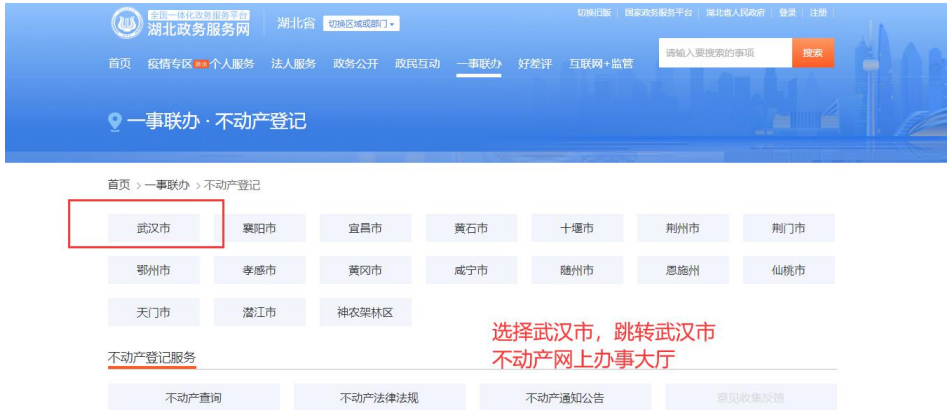 切换旧版 国家政务服务平台 湖北省人民政府 登录 注册
全国一体化政务服务平台
湖北政务服务网
湖北省 切换区域或部门
请输入要搜索的事项 搜索
首页 疫情专区 个人服务 法人服务 政务公开 政民互动 一事联办 好差评 互联网+监管
一事联办 · 不动产登记
首页 > 一事联办 > 不动产登记
武汉市 襄阳市 宜昌市 黄石市 十堰市 荆州市 荆门市
鄂州市 孝感市 黄冈市 咸宁市 随州市 恩施州 仙桃市
天门市 潜江市 神农架林区
选择武汉市，跳转武汉市
不动产网上办事大厅
不动产登记服务
不动产查询 不动产法律法规 不动产通知公告 意见收集反馈